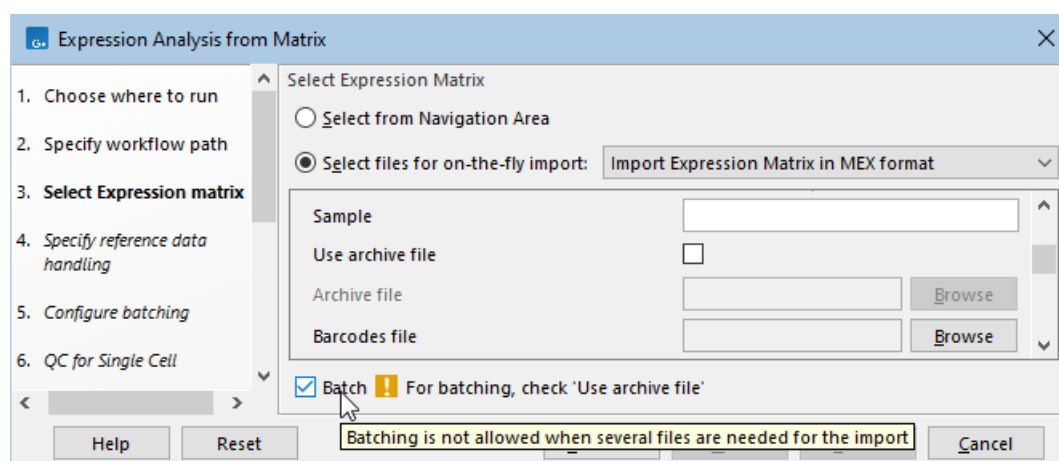 G.
Expression Analysis from Matrix
1. Choose where to run
2. Specify workflow path
3. Select Expression matrix
4. Specify reference data
handling
5. Configure batching
6. QC for Single Cell
Select Expression Matrix
Select from Navigation Area
Select files for on-the-fly import: Import Expression Matrix in MEX format
Sample
Use archive file
Archive file Browse
Barcodes file Browse
Batch ! For batching, check 'Use archive file'
Batching is not allowed when several files are needed for the import
Help Reset Cancel